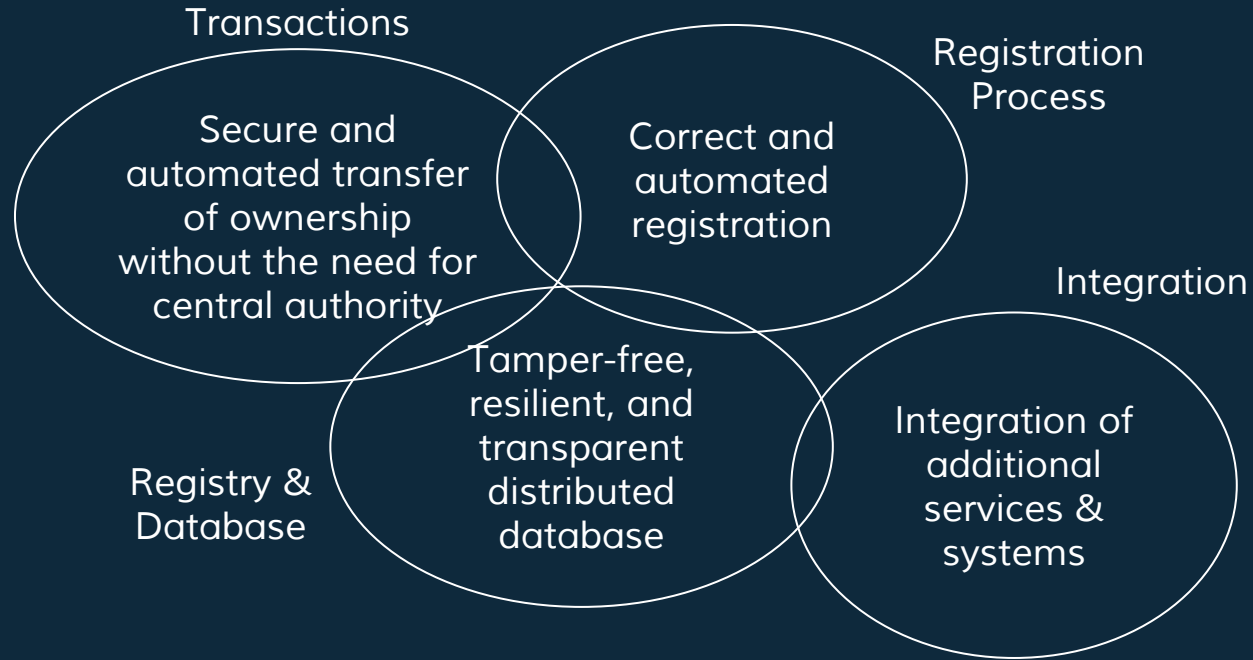 Transactions
Secure and
automated transfer
of ownership
without the need for
central authority
Correct and
automated
registration
Registration
Process
Integration
Tamper-free,
resilient, and
transparent
distributed
database
Registry &
Database
Integration of
additional
services &
systems